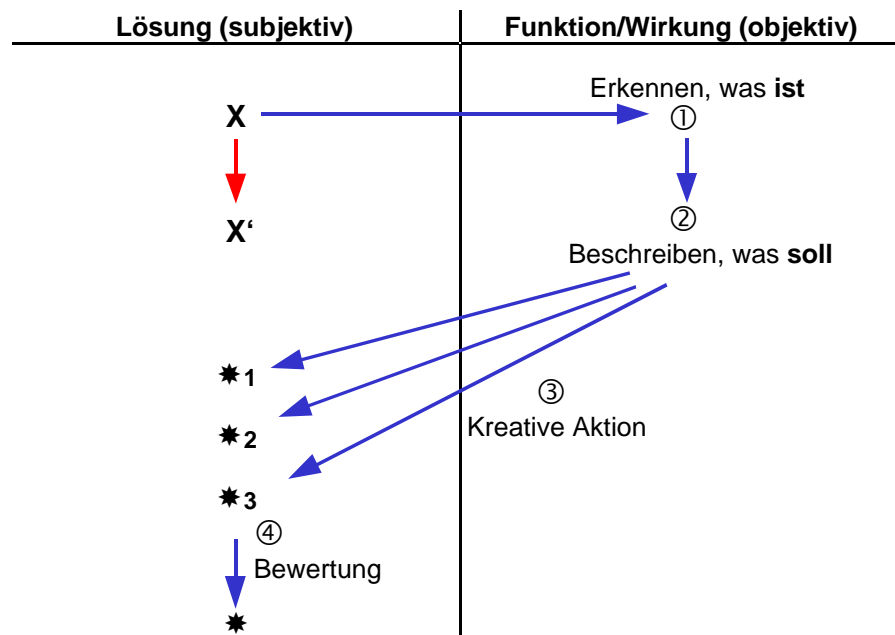 Lösung (subjektiv)
Funktion/Wirkung (objektiv)
Erkennen, was ist
X
①
X‘
②
Beschreiben, was soll
✸1
③
✸2
Kreative Aktion
✸3
④
Bewertung
✸